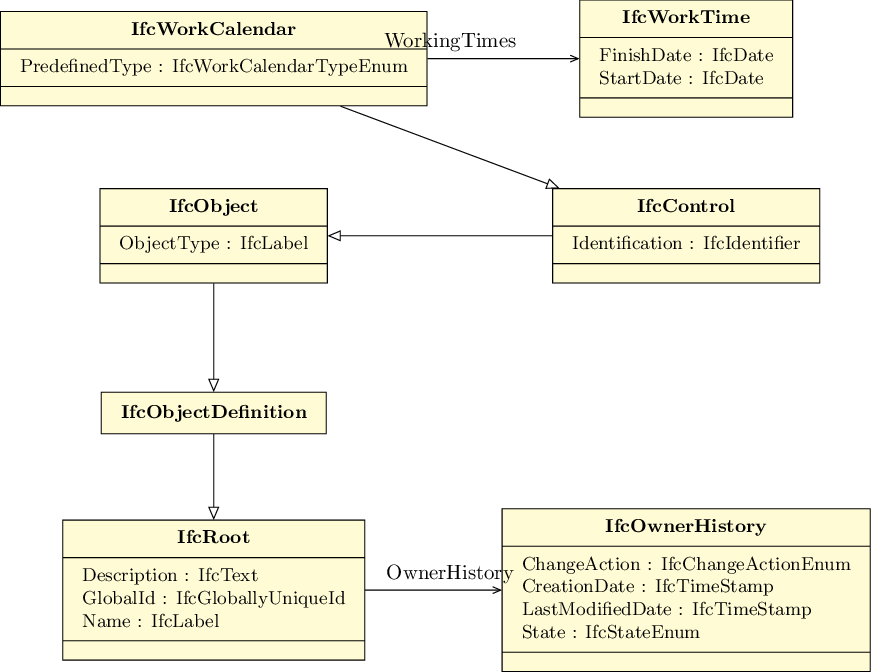 IfcWorkCalendar
PredefinedType : IfcWorkCalendarTypeEnum
WorkingTimes
IfcWorkTime
FinishDate : IfcDate
StartDate : IfcDate
IfcObject
ObjectType : IfcLabel
IfcControl
Identification : IfcIdentifier
IfcObjectDefinition
IfcRoot
Description : IfcText
GlobalId : IfcGloballyUniqueId
Name : IfcLabel
OwnerHistory
IfcOwnerHistory
ChangeAction : IfcChangeActionEnum
CreationDate : IfcTimeStamp
LastModifiedDate : IfcTimeStamp
State : IfcStateEnum